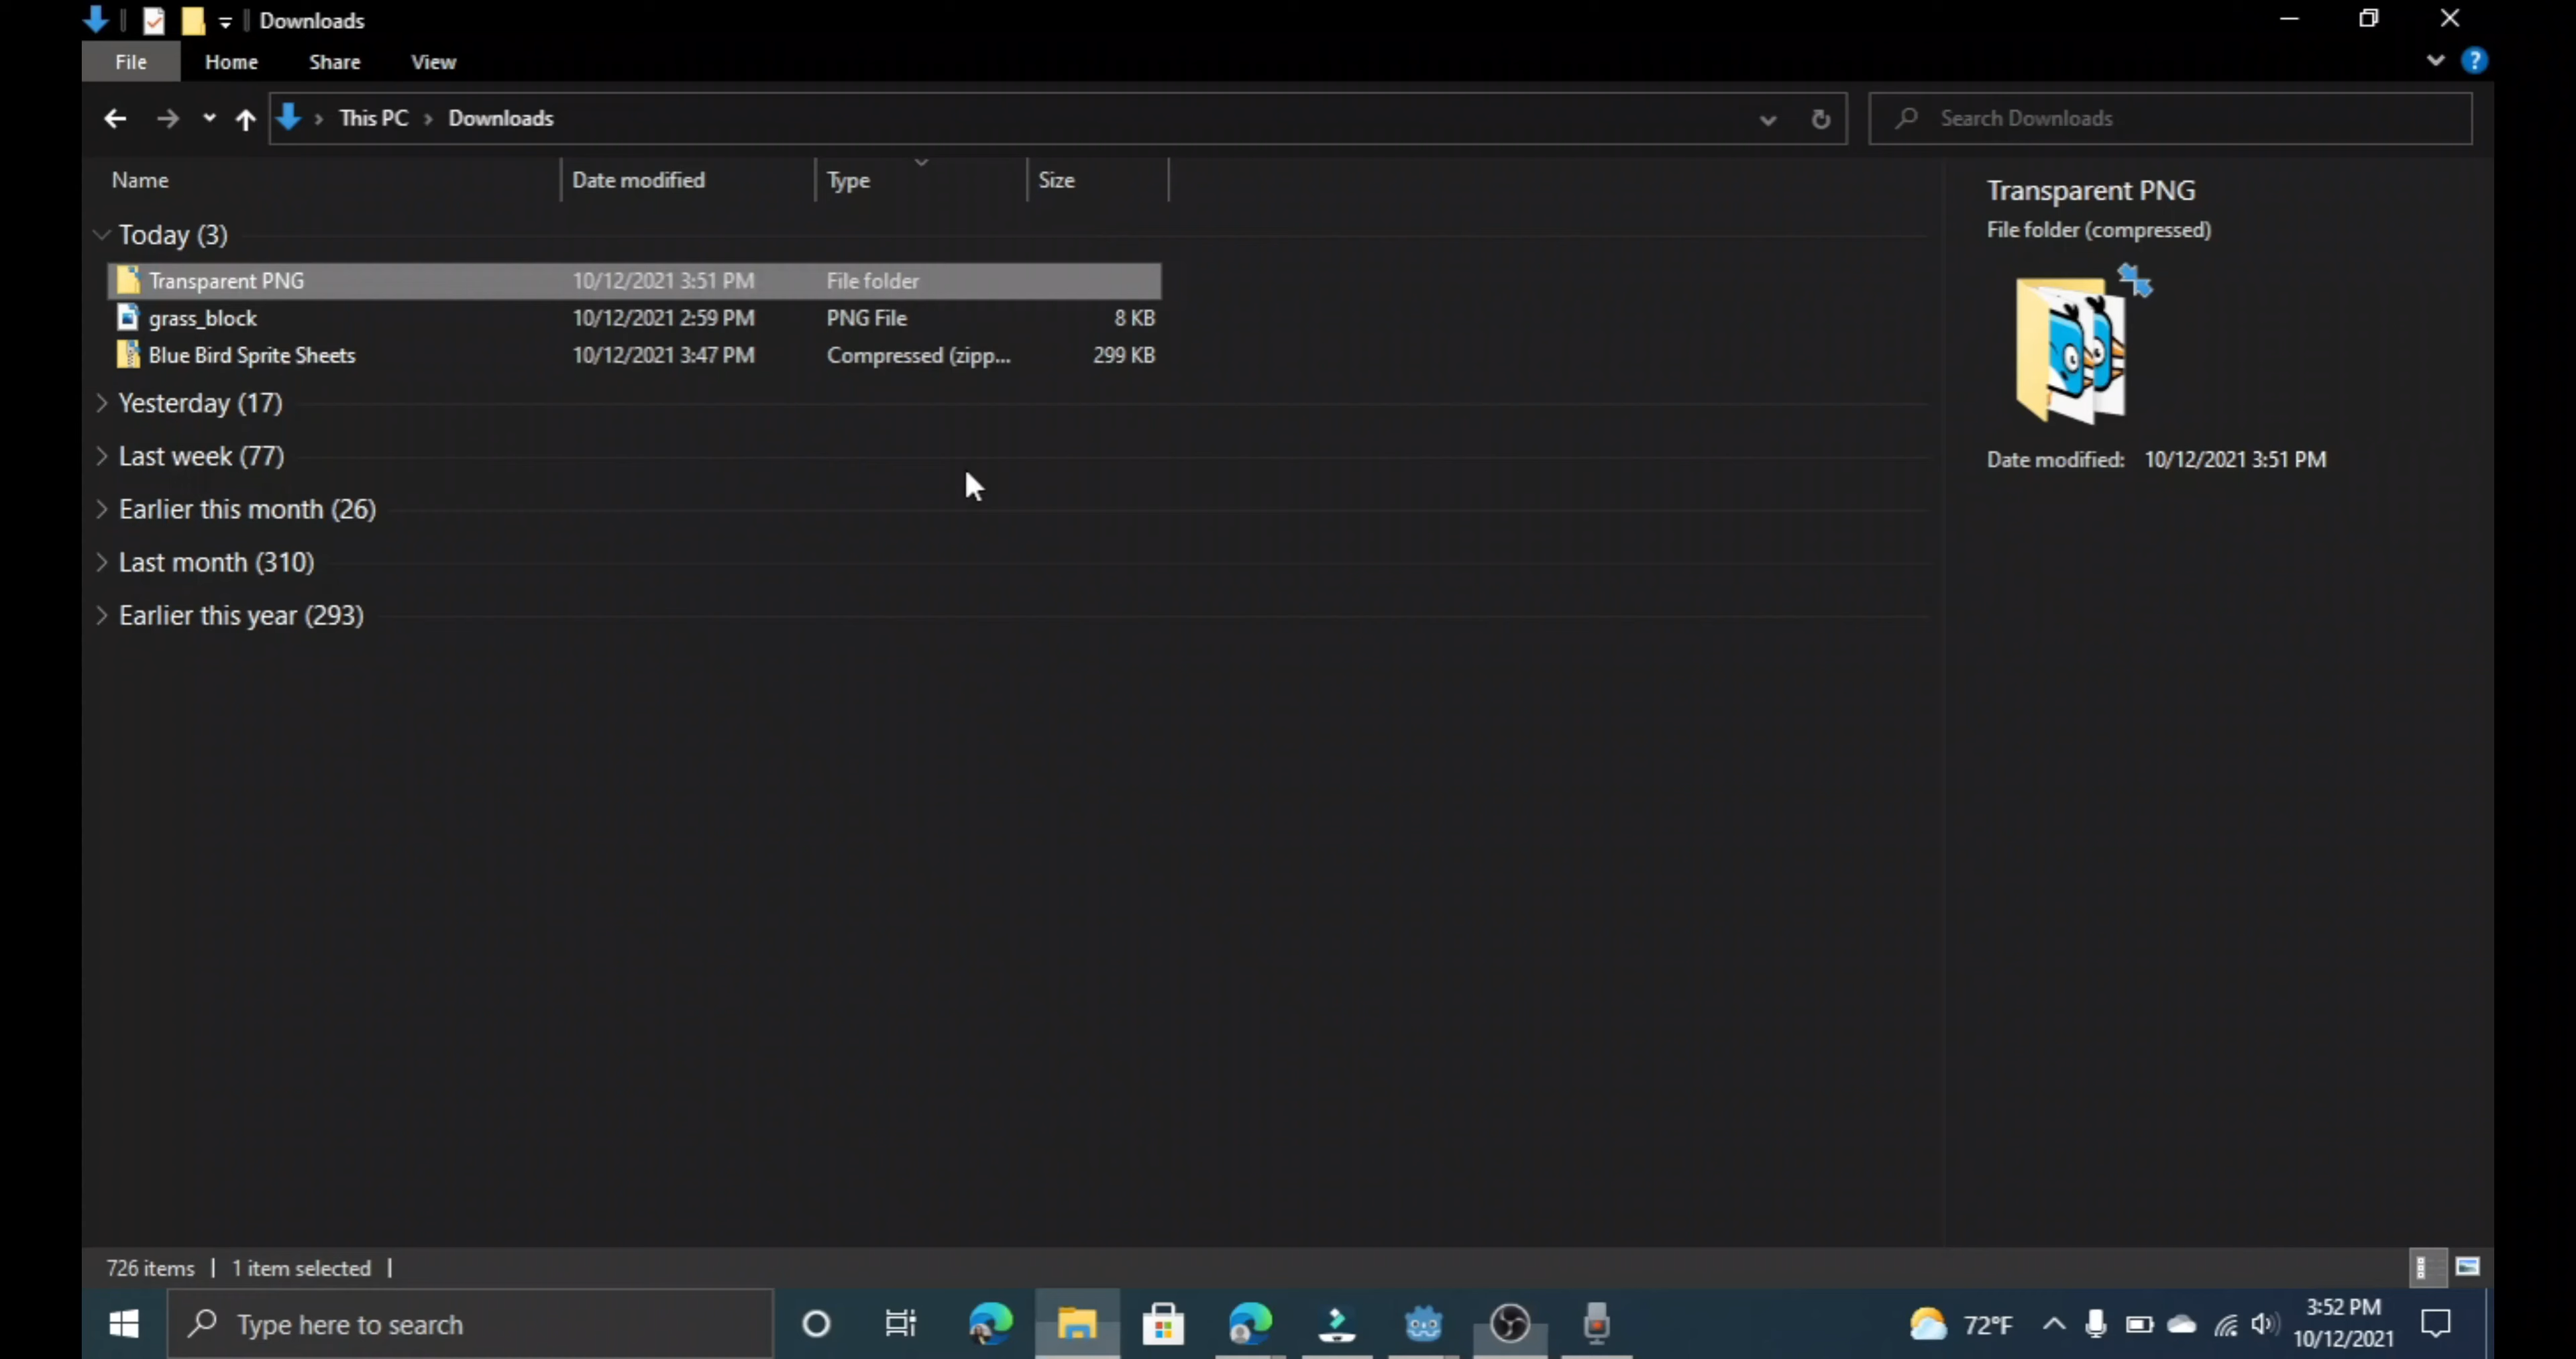 Downloads
File Home Share View
This PC Downloads Search Downloads
Name Date modified Type Size
Today (3)
Transparent PNG 10/12/2021 3:51 PM File folder
grass_block 10/12/2021 2:59 PM PNG File 8 KB
Blue Bird Sprite Sheets 10/12/2021 3:47 PM Compressed (zipp... 299 KB
Yesterday (17)
Last week (77)
Earlier this month (26)
Last month (310)
Earlier this year (293)
Transparent PNG
File folder (compressed)
Date modified: 10/12/2021 3:51 PM
726 items 1 item selected
Type here to search
72°F
3:52 PM
10/12/2021